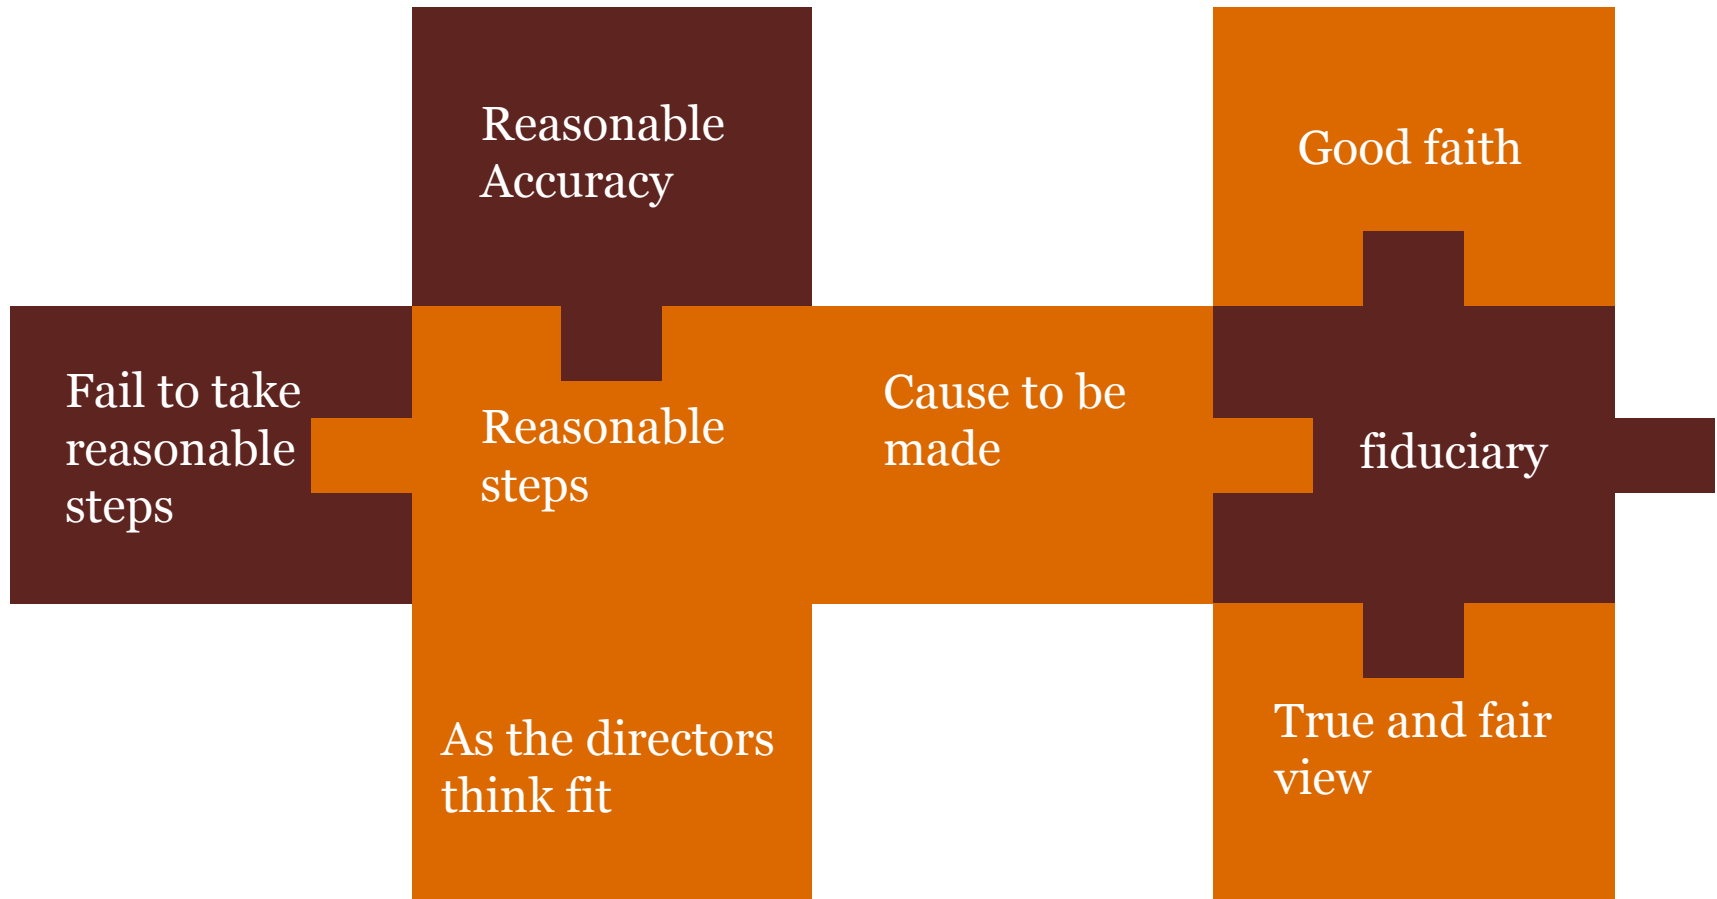 Reasonable
Accuracy
Good faith
Fail to take
reasonable
steps
Reasonable
steps
Cause to be
made
fiduciary
As the directors
think fit
True and fair
view